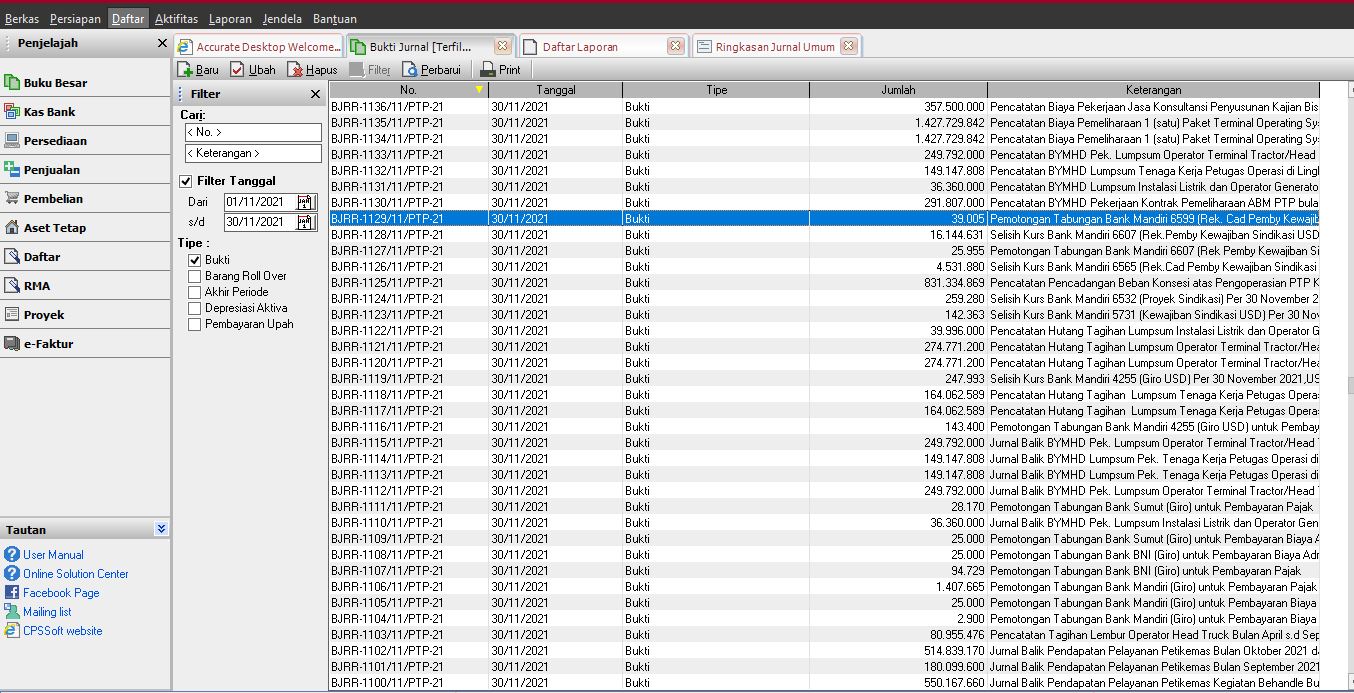 Berkas Persiapan Daftar Aktifitas Laporan Jendela Bantuan
Penjelajah
Accurate Desktop Welcome... Bukti Jurnal [Terfil... Daftar Laporan Ringkasan Jurnal Umum
Baru Ubah Hapus Filter Perbarui Print
Buku Besar
Kas Bank
Persediaan
Penjualan
Pembelian
Aset Tetap
Daftar
RMA
Proyek
e-Faktur
Tautan
User Manual
Online Solution Center
Facebook Page
Mailing list
CPSSoft website
Filter
Cari:
< No. >
< Keterangan >
Filter Tanggal
Dari 01/11/2021
s/d 30/11/2021
Tipe :
Bukti
Barang Roll Over
Akhir Periode
Depresiasi Aktiva
Pembayaran Upah
No. Tanggal Tipe Jumlah Keterangan
BJRR-1136/11/PTP-21 30/11/2021 Bukti 357.500.000 Pencatatan Biaya Pekerjaan Jasa Konsultansi Penyusunan Kajian Bis
BJRR-1135/11/PTP-21 30/11/2021 Bukti 1.427.729.842 Pencatatan Biaya Pemeliharaan 1 (satu) Paket Terminal Operating Sy
BJRR-1134/11/PTP-21 30/11/2021 Bukti 1.427.729.842 Pencatatan Biaya Pemeliharaan 1 (satu) Paket Terminal Operating Sy
BJRR-1133/11/PTP-21 30/11/2021 Bukti 249.792.000 Pencatatan BYMHD Pek. Lumpsum Operator Terminal Tractor/Head
BJRR-1132/11/PTP-21 30/11/2021 Bukti 149.147.808 Pencatatan BYMHD Lumpsum Tenaga Kerja Petugas Operasi di Ling
BJRR-1131/11/PTP-21 30/11/2021 Bukti 36.360.000 Pencatatan BYMHD Lumpsum Instalasi Listrik dan Operator Generato
BJRR-1130/11/PTP-21 30/11/2021 Bukti 291.807.000 Pencatatan BYMHD Pekerjaan Kontrak Pemeliharaan ABM PTP bula
BJRR-1129/11/PTP-21 30/11/2021 Bukti 39.005 Pemotongan Tabungan Bank Mandiri 6599 (Rek. Cad Pemby Kewajib
BJRR-1128/11/PTP-21 30/11/2021 Bukti 16.144.631 Selisih Kurs Bank Mandiri 6607 (Rek.Pemby Kewajiban Sindikasi USD
BJRR-1127/11/PTP-21 30/11/2021 Bukti 25.955 Pemotongan Tabungan Bank Mandiri 6607 (Rek Pemby Kewajiban Si
BJRR-1126/11/PTP-21 30/11/2021 Bukti 4.531.880 Selisih Kurs Bank Mandiri 6565 (Rek.Cad Pemby Kewajiban Sindikasi
BJRR-1125/11/PTP-21 30/11/2021 Bukti 831.334.869 Pencatatan Pencadangan Beban Konsesi atas Pengoperasian PTP K
BJRR-1124/11/PTP-21 30/11/2021 Bukti 259.280 Selisih Kurs Bank Mandiri 6532 (Proyek Sindikasi) Per 30 November 2
BJRR-1123/11/PTP-21 30/11/2021 Bukti 142.363 Selisih Kurs Bank Mandiri 5731 (Kewajiban Sindikasi USD) Per 30 Nov
BJRR-1122/11/PTP-21 30/11/2021 Bukti 39.996.000 Pencatatan Hutang Tagihan Lumpsum Instalasi Listrik dan Operator G
BJRR-1121/11/PTP-21 30/11/2021 Bukti 274.771.200 Pencatatan Hutang Tagihan Lumpsum Operator Terminal Tractor/Hea
BJRR-1120/11/PTP-21 30/11/2021 Bukti 274.771.200 Pencatatan Hutang Tagihan Lumpsum Operator Terminal Tractor/Hea
BJRR-1119/11/PTP-21 30/11/2021 Bukti 247.993 Selisih Kurs Bank Mandiri 4255 (Giro USD) Per 30 November 2021,US
BJRR-1118/11/PTP-21 30/11/2021 Bukti 164.062.589 Pencatatan Hutang Tagihan Lumpsum Tenaga Kerja Petugas Opera
BJRR-1117/11/PTP-21 30/11/2021 Bukti 164.062.589 Pencatatan Hutang Tagihan Lumpsum Tenaga Kerja Petugas Opera
BJRR-1116/11/PTP-21 30/11/2021 Bukti 143.400 Pemotongan Tabungan Bank Mandiri 4255 (Giro USD) untuk Pembay
BJRR-1115/11/PTP-21 30/11/2021 Bukti 249.792.000 Jurnal Balik BYMHD Pek. Lumpsum Operator Terminal Tractor/Head T
BJRR-1114/11/PTP-21 30/11/2021 Bukti 149.147.808 Jurnal Balik BYMHD Lumpsum Pek. Tenaga Kerja Petugas Operasi di
BJRR-1113/11/PTP-21 30/11/2021 Bukti 149.147.808 Jurnal Balik BYMHD Lumpsum Pek. Tenaga Kerja Petugas Operasi di
BJRR-1112/11/PTP-21 30/11/2021 Bukti 249.792.000 Jurnal Balik BYMHD Pek. Lumpsum Operator Terminal Tractor/Head T
BJRR-1111/11/PTP-21 30/11/2021 Bukti 28.170 Pemotongan Tabungan Bank Sumut (Giro) untuk Pembayaran Pajak
BJRR-1110/11/PTP-21 30/11/2021 Bukti 36.360.000 Jurnal Balik BYMHD Pek. Lumpsum Instalasi Listrik dan Operator Gen
BJRR-1109/11/PTP-21 30/11/2021 Bukti 25.000 Pemotongan Tabungan Bank Sumut (Giro) untuk Pembayaran Biaya A
BJRR-1108/11/PTP-21 30/11/2021 Bukti 25.000 Pemotongan Tabungan Bank BNI (Giro) untuk Pembayaran Biaya Adr
BJRR-1107/11/PTP-21 30/11/2021 Bukti 94.729 Pemotongan Tabungan Bank BNI (Giro) untuk Pembayaran Pajak
BJRR-1106/11/PTP-21 30/11/2021 Bukti 1.407.665 Pemotongan Tabungan Bank Mandiri (Giro) untuk Pembayaran Pajak
BJRR-1105/11/PTP-21 30/11/2021 Bukti 25.000 Pemotongan Tabungan Bank Mandiri (Giro) untuk Pembayaran Biaya
BJRR-1104/11/PTP-21 30/11/2021 Bukti 2.900 Pemotongan Tabungan Bank Mandiri (Giro) untuk Pembayaran Biaya
BJRR-1103/11/PTP-21 30/11/2021 Bukti 80.955.476 Pencatatan Tagihan Lembur Operator Head Truck Bulan April s.d Sep
BJRR-1102/11/PTP-21 30/11/2021 Bukti 514.839.170 Jurnal Balik Pendapatan Pelayanan Petikemas Bulan Oktober 2021 da
BJRR-1101/11/PTP-21 30/11/2021 Bukti 180.099.600 Jurnal Balik Pendapatan Pelayanan Petikemas Bulan September 2021
BJRR-1100/11/PTP-21 30/11/2021 Bukti 550.167.660 Jurnal Balik Pendapatan Pelayanan Petikemas Kegiatan Behandle Bu